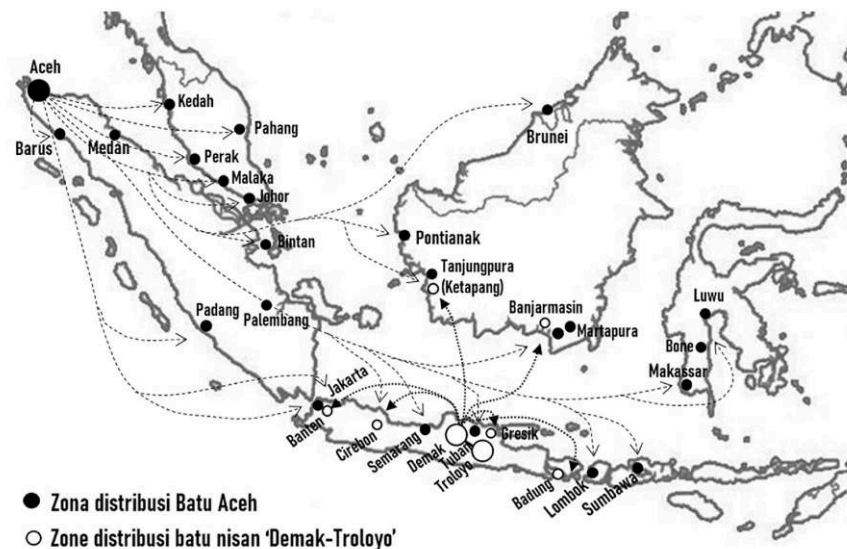 Aceh
Kedah
Barus
Medan
Pahang
Brunei
Perak
Malaka
Johor
Bintan
Pontianak
Tanjungpura
(Ketapang)
Banjarmasin
Martapura
Luwu
Bone
Makassar
Padang
Palembang
Jakarta
Banten
Cirebon
Semarang
Demak
Tuban
Troloyo
Gresik
Badung
Lombok
Sumbawa
Zona distribusi Batu Aceh
Zone distribusi batu nisan ‘Demak-Troloyo’